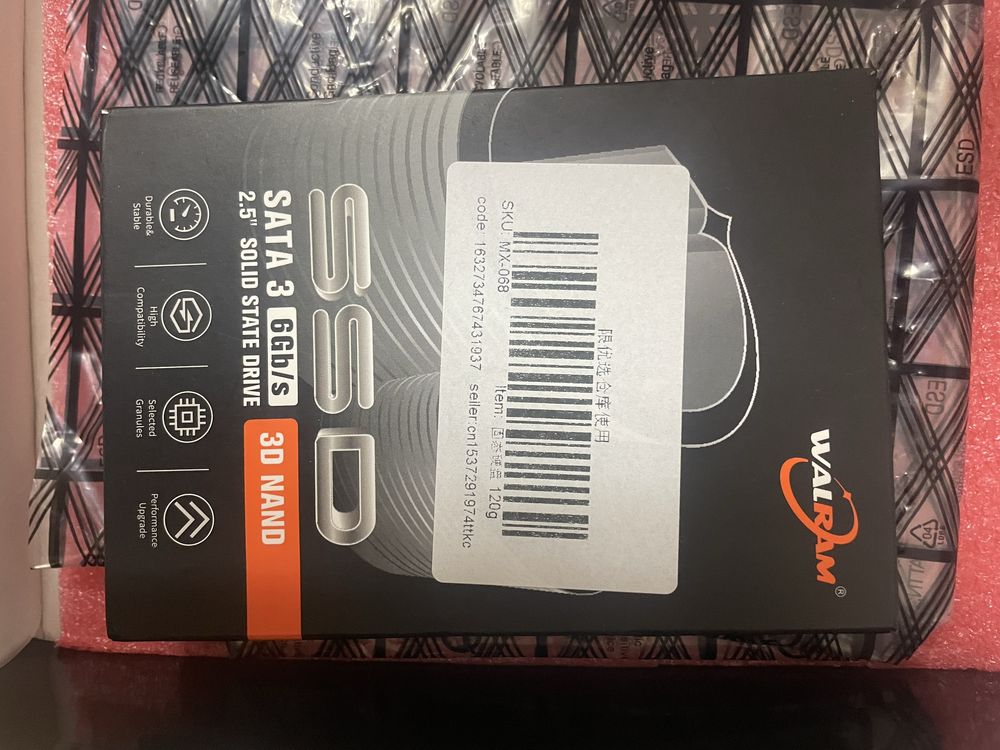 WALRAM®
限优选仓库使用
SKU: MX-068
Item: 固态硬盘 120g
code: 1632734767431937 seller:cn1537291974ttkc
SSD
SATA 3 6Gb/s
3D NAND
2.5" SOLID STATE DRIVE
Durable&
Stable
High
Compatibility
Selected
Granules
Performance
Upgrade
ESD